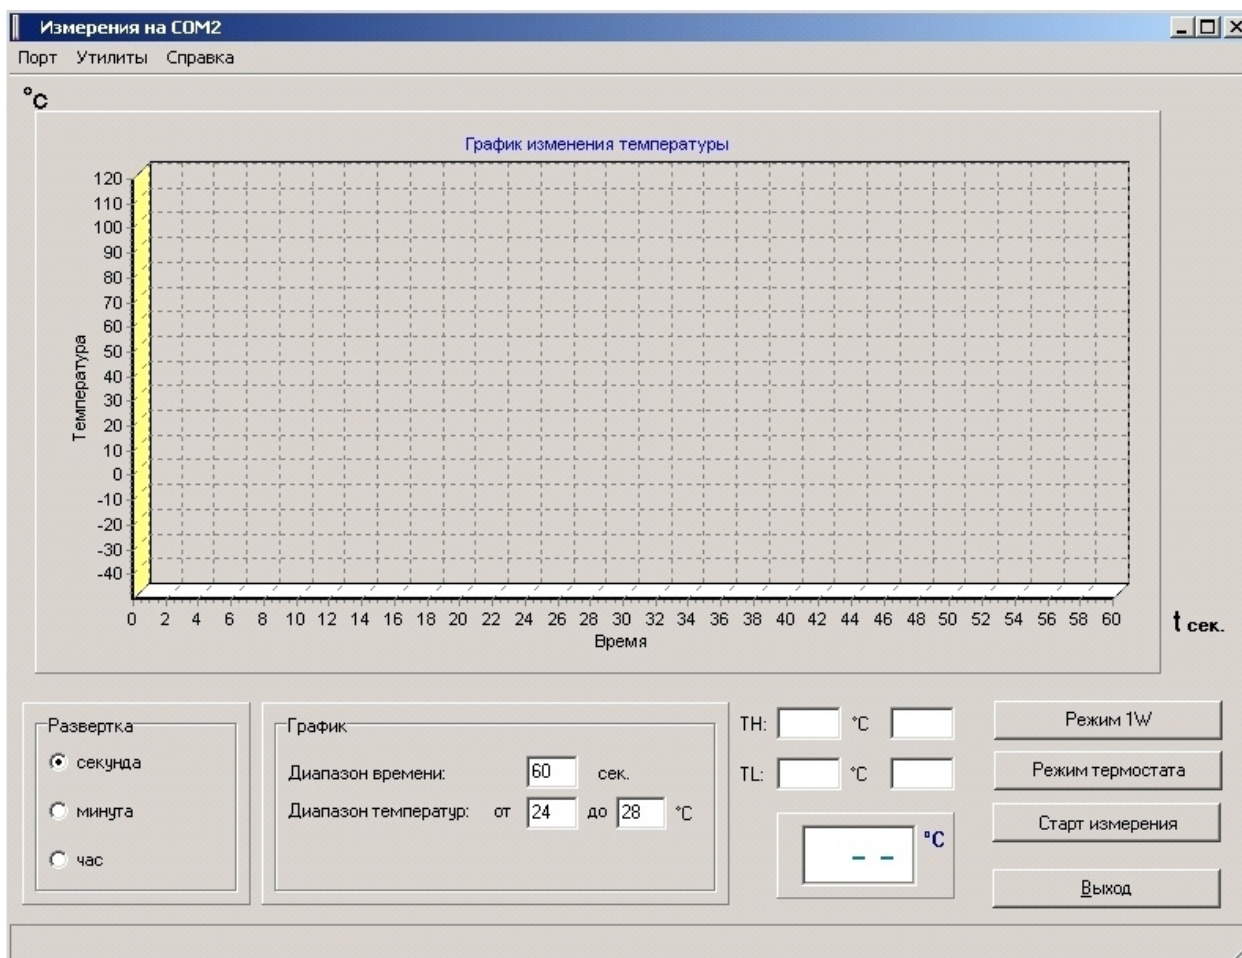 Измерения на COM2
Порт Утилиты Справка
°C
График изменения температуры
120
110
100
90
80
70
60
50
40
30
20
10
0
-10
-20
-30
-40
Температура
0 2 4 6 8 10 12 14 16 18 20 22 24 26 28 30 32 34 36 38 40 42 44 46 48 50 52 54 56 58 60
Время
t сек.
Развертка
секунда
минута
час
График
Диапазон времени: 60 сек.
Диапазон температур: от 24 до 28 °C
TH: °C
TL: °C
-- °C
Режим 1W
Режим термостата
Старт измерения
Выход